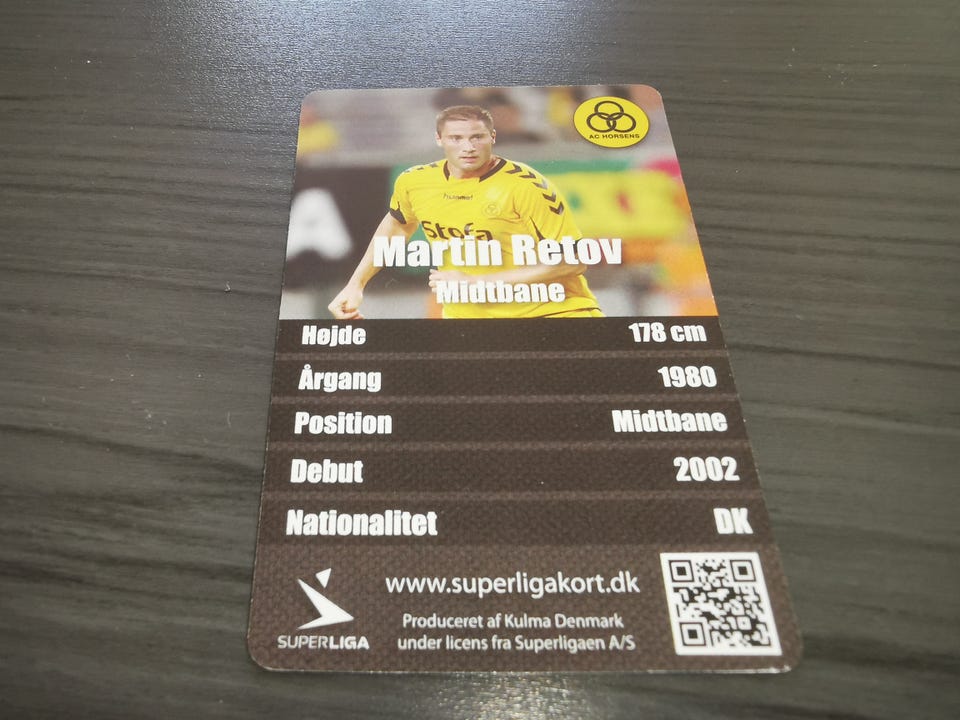 AC HORSENS
hummel
Stofa
Martin Retov
Midtbane
Højde 178 cm
Årgang 1980
Position Midtbane
Debut 2002
Nationalitet DK
www.superligakort.dk
Produceret af Kulma Denmark
under licens fra Superligaen A/S
SUPERLIGA